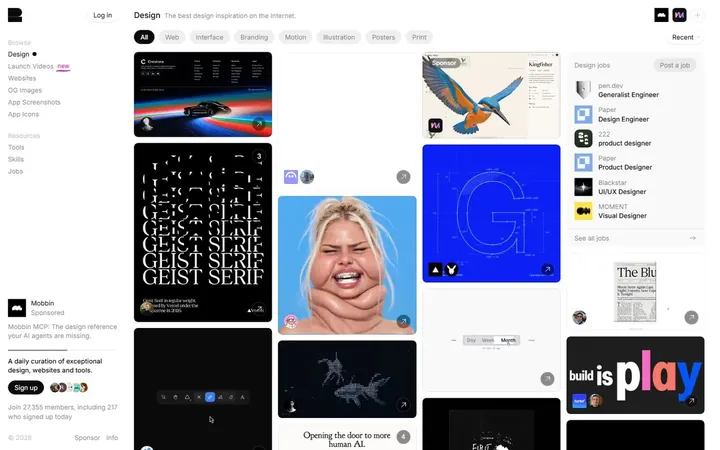 Log in
Browse
Design
Launch Videos new
Websites
OG Images
App Screenshots
App Icons
Resources
Tools
Skills
Jobs
Mobbin
Sponsored
Mobbin MCP: The design reference
your AI agents are missing.
A daily curation of exceptional
design, websites and tools.
Sign up
Join 27,355 members, including 217
who signed up today
© 2026
Sponsor
Info
Design The best design inspiration on the Internet.
All
Web
Interface
Branding
Motion
Illustration
Posters
Print
Recent
3
GEIST SERIF
GEIST SERIF
GEIST SERIF
Sponsor
Kingfisher
G
Day
Week
Month
Opening the door to more
human AI.
4
FIRST
Design jobs
Post a job
pen.dev
Generalist Engineer
Paper
Design Engineer
222
product designer
Paper
Product Designer
Blackstar
UI/UX Designer
MOMENT
Visual Designer
See all jobs
The Blu
build is play